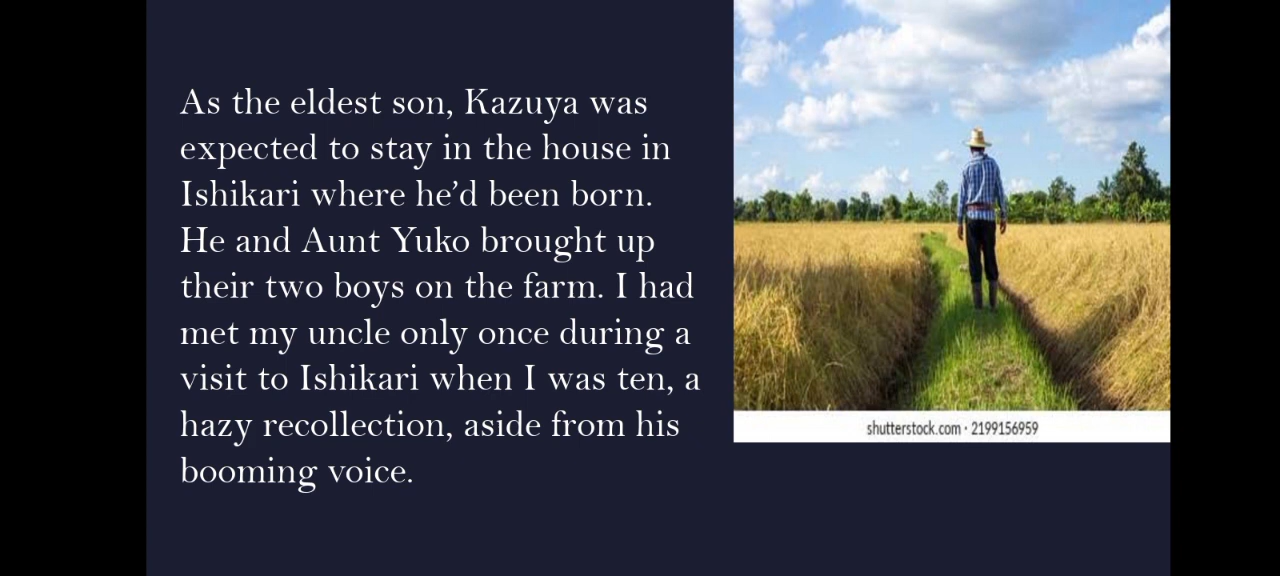 As the eldest son, Kazuya was
expected to stay in the house in
Ishikari where he’d been born.
He and Aunt Yuko brought up
their two boys on the farm. I had
met my uncle only once during a
visit to Ishikari when I was ten, a
hazy recollection, aside from his
booming voice.
shutterstock.com · 2199156959